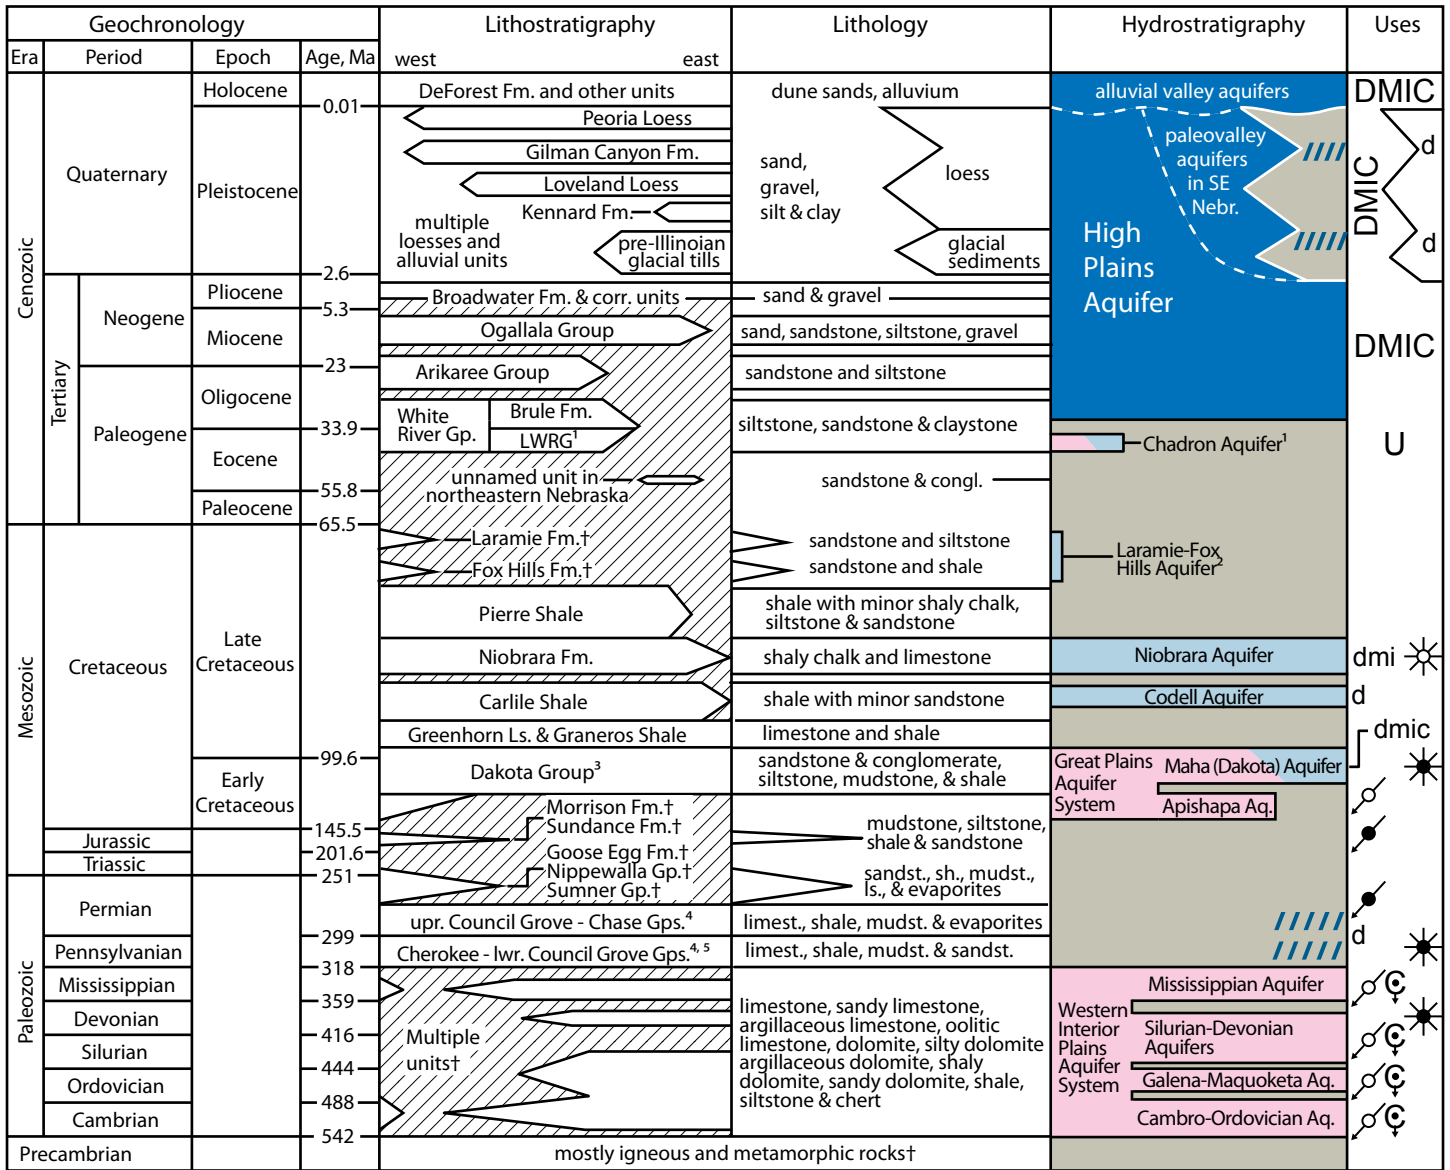 Geochronology
Lithostratigraphy
Lithology
Hydrostratigraphy
Uses
Era
Period
Epoch
Age, Ma
west
east
Cenozoic
Mesozoic
Paleozoic
Quaternary
Tertiary
Neogene
Paleogene
Cretaceous
Jurassic
Triassic
Permian
Pennsylvanian
Mississippian
Devonian
Silurian
Ordovician
Cambrian
Precambrian
Holocene
Pleistocene
Pliocene
Miocene
Oligocene
Eocene
Paleocene
Late
Cretaceous
Early
Cretaceous
0.01
2.6
5.3
23
33.9
55.8
65.5
99.6
145.5
201.6
251
299
318
359
416
444
488
542
DeForest Fm. and other units
Peoria Loess
Gilman Canyon Fm.
Loveland Loess
Kennard Fm.
multiple
loesses and
alluvial units
pre-Illinoian
glacial tills
Broadwater Fm. & corr. units
Ogallala Group
Arikaree Group
White
River Gp.
Brule Fm.
LWRG¹
unnamed unit in
northeastern Nebraska
Laramie Fm.†
Fox Hills Fm.†
Pierre Shale
Niobrara Fm.
Carlile Shale
Greenhorn Ls. & Graneros Shale
Dakota Group³
Morrison Fm.†
Sundance Fm.†
Goose Egg Fm.†
Nippewalla Gp.†
Sumner Gp.†
upr. Council Grove - Chase Gps.⁴
Cherokee - lwr. Council Grove Gps.⁴, ⁵
Multiple
units†
mostly igneous and metamorphic rocks†
dune sands, alluvium
sand,
gravel,
silt & clay
loess
glacial
sediments
sand & gravel
sand, sandstone, siltstone, gravel
sandstone and siltstone
siltstone, sandstone & claystone
sandstone & congl.
sandstone and siltstone
sandstone and shale
shale with minor shaly chalk,
siltstone & sandstone
shaly chalk and limestone
shale with minor sandstone
limestone and shale
sandstone & conglomerate,
siltstone, mudstone, & shale
mudstone, siltstone,
shale & sandstone
sandst., sh., mudst.,
ls., & evaporites
limest., shale, mudst. & evaporites
limest., shale, mudst. & sandst.
limestone, sandy limestone,
argillaceous limestone, oolitic
limestone, dolomite, silty dolomite
argillaceous dolomite, shaly
dolomite, sandy dolomite, shale,
siltstone & chert
alluvial valley aquifers
paleovalley
aquifers
in SE
Nebr.
High
Plains
Aquifer
Chadron Aquifer¹
Laramie-Fox
Hills Aquifer²
Niobrara Aquifer
Codell Aquifer
Great Plains
Aquifer
System
Maha (Dakota) Aquifer
Apishapa Aq.
Western
Interior
Plains
Aquifer
System
Mississippian Aquifer
Silurian-Devonian
Aquifers
Galena-Maquoketa Aq.
Cambro-Ordovician Aq.
DMIC
d
DMIC
d
DMIC
U
dmi
d
dmic
d
C
C
C
C